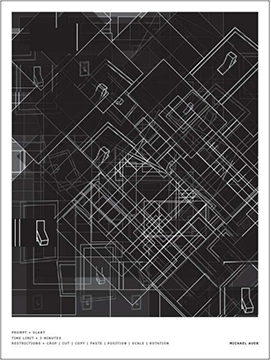 PROMPT = SLANT
TIME LIMIT = 3 MINUTES
RESTRICTIONS = CROP | CUT | COPY | PASTE | POSITION | SCALE | ROTATION
MICHAEL AUER